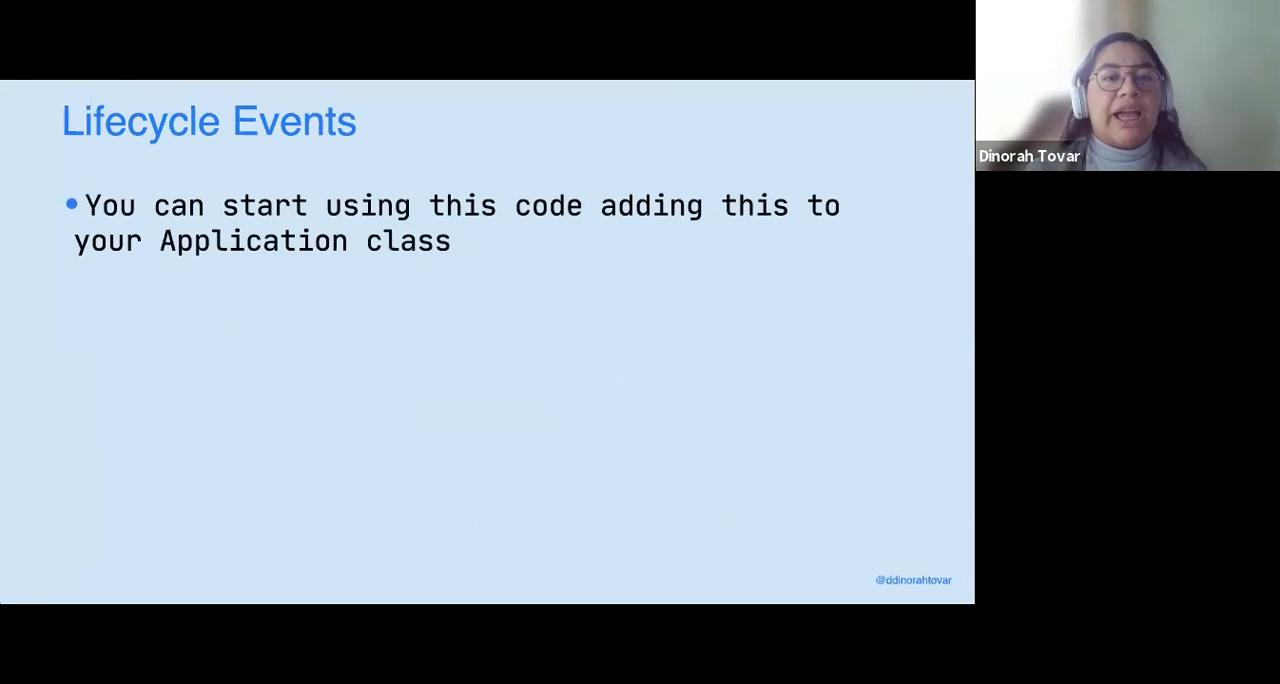 Lifecycle Events
• You can start using this code adding this to
your Application class
@ddinorahtovar
Dinorah Tovar